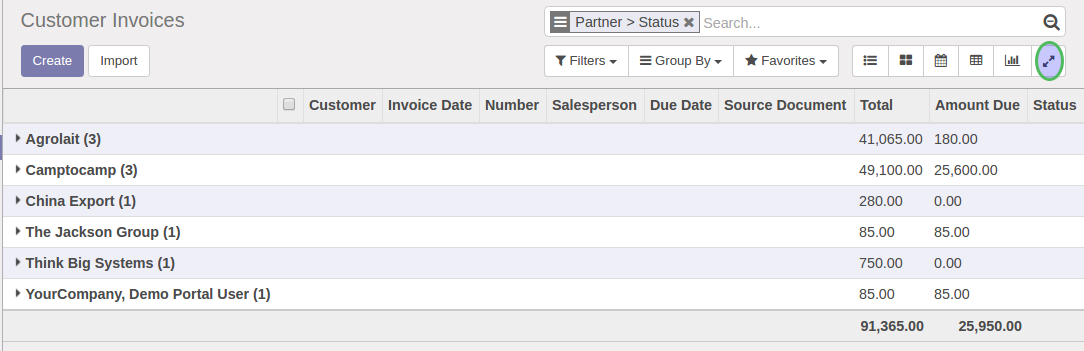 Customer Invoices
Partner > Status Search...
Create Import
Filters Group By Favorites
Customer Invoice Date Number Salesperson Due Date Source Document Total Amount Due Status
Agrolait (3) 41,065.00 180.00
Camptocamp (3) 49,100.00 25,600.00
China Export (1) 280.00 0.00
The Jackson Group (1) 85.00 85.00
Think Big Systems (1) 750.00 0.00
YourCompany, Demo Portal User (1) 85.00 85.00
91,365.00 25,950.00